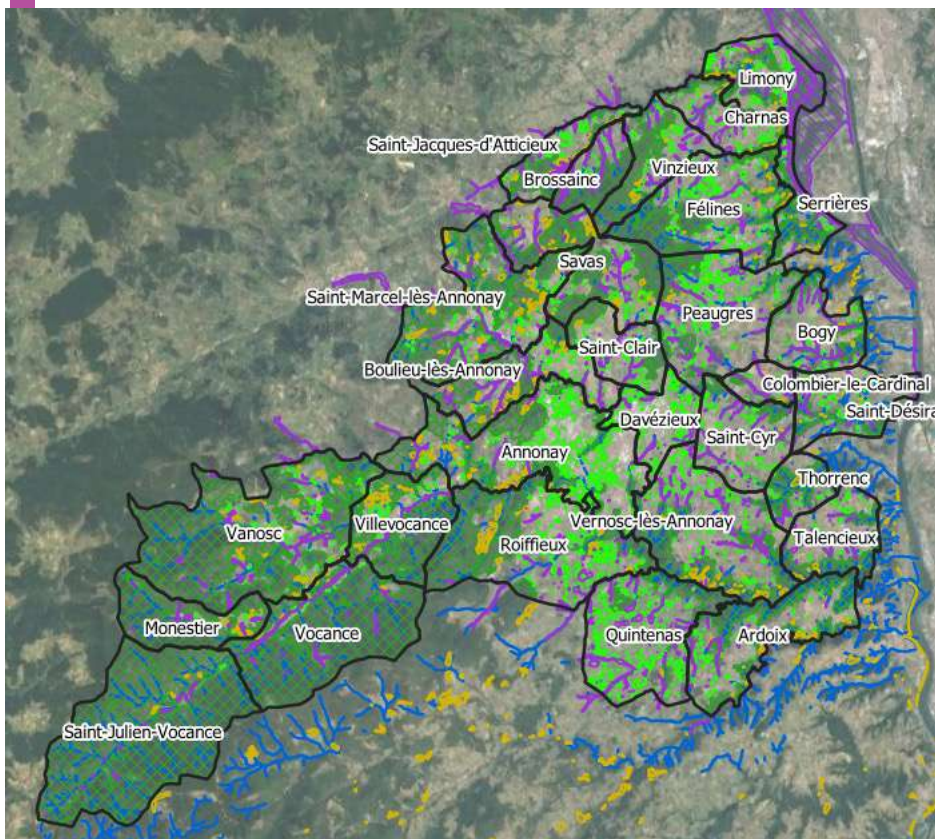 Limony
Charnas
Saint-Jacques-d'Atticieux
Vinzieux
Brossainc
Serrières
Félines
Savas
Saint-Marcel-lès-Annonay
Peaugres
Bogy
Saint-Clair
Boulieu-lès-Annonay
Colombier-le-Cardinal
Saint-Désira
Davézieux
Saint-Cyr
Annonay
Thorrenc
Vernosc-lès-Annonay
Villevocance
Vanosc
Talencieux
Roiffieux
Monestier
Vocance
Quintenas
Ardoix
Saint-Julien-Vocance